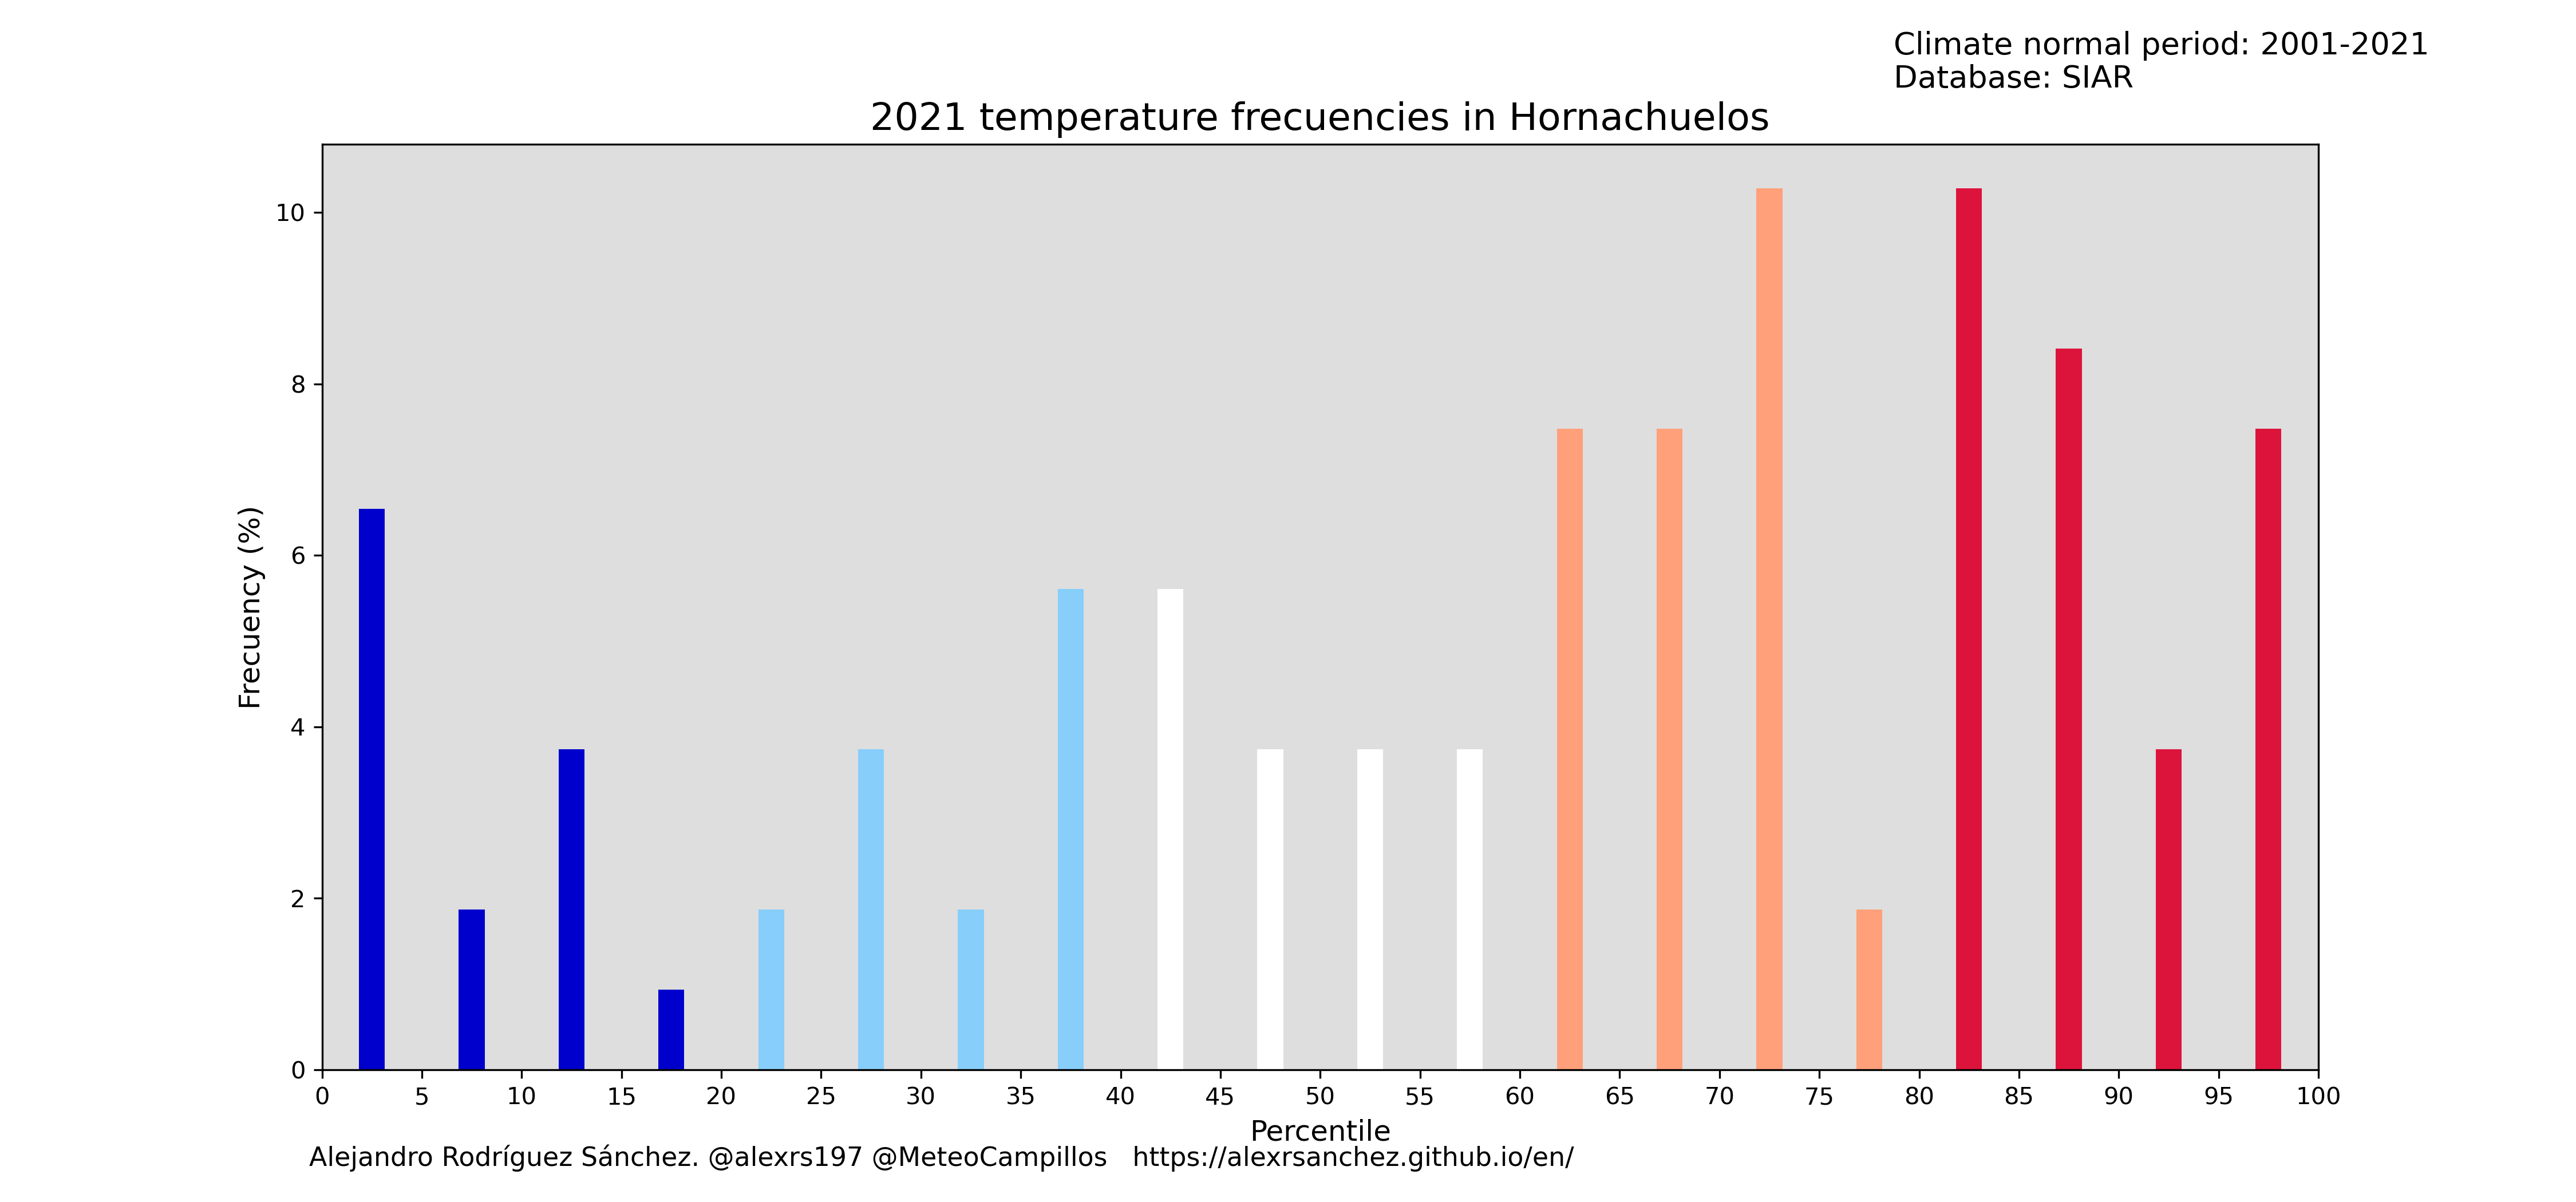 Climate normal period: 2001-2021
Database: SIAR
2021 temperature frecuencies in Hornachuelos
10
8
6
4
2
0
Frecuency (%)
0 5 10 15 20 25 30 35 40 45 50 55 60 65 70 75 80 85 90 95 100
Percentile
Alejandro Rodríguez Sánchez. @alexrs197 @MeteoCampillos https://alexrsanchez.github.io/en/